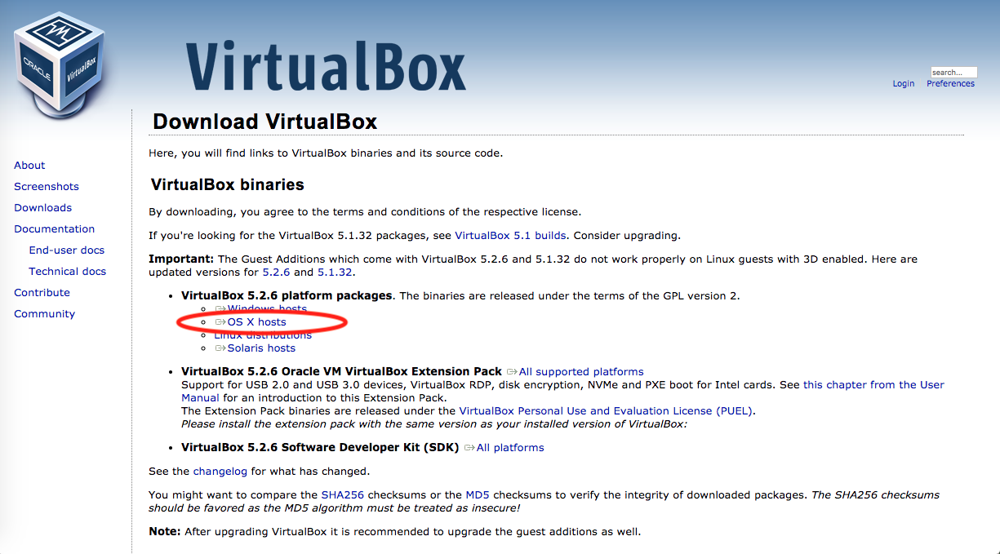 ORACLE
VirtualBox
VirtualBox
search...
Login Preferences
Download VirtualBox
Here, you will find links to VirtualBox binaries and its source code.
About
Screenshots
Downloads
Documentation
End-user docs
Technical docs
Contribute
Community
VirtualBox binaries
By downloading, you agree to the terms and conditions of the respective license.
If you're looking for the VirtualBox 5.1.32 packages, see VirtualBox 5.1 builds. Consider upgrading.
Important: The Guest Additions which come with VirtualBox 5.2.6 and 5.1.32 do not work properly on Linux guests with 3D enabled. Here are
updated versions for 5.2.6 and 5.1.32.
VirtualBox 5.2.6 platform packages. The binaries are released under the terms of the GPL version 2.
Windows hosts
OS X hosts
Linux distributions
Solaris hosts
VirtualBox 5.2.6 Oracle VM VirtualBox Extension Pack All supported platforms
Support for USB 2.0 and USB 3.0 devices, VirtualBox RDP, disk encryption, NVMe and PXE boot for Intel cards. See this chapter from the User
Manual for an introduction to this Extension Pack.
The Extension Pack binaries are released under the VirtualBox Personal Use and Evaluation License (PUEL).
Please install the extension pack with the same version as your installed version of VirtualBox:
VirtualBox 5.2.6 Software Developer Kit (SDK) All platforms
See the changelog for what has changed.
You might want to compare the SHA256 checksums or the MD5 checksums to verify the integrity of downloaded packages. The SHA256 checksums
should be favored as the MD5 algorithm must be treated as insecure!
Note: After upgrading VirtualBox it is recommended to upgrade the guest additions as well.